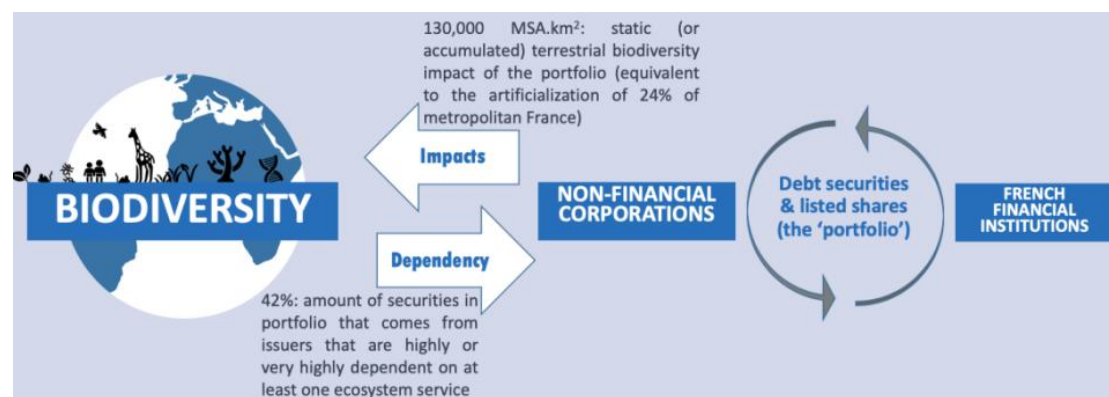 130,000 MSA.km²: static (or
accumulated) terrestrial biodiversity
impact of the portfolio (equivalent
to the artificialization of 24% of
metropolitan France)
Impacts
BIODIVERSITY
NON-FINANCIAL
CORPORATIONS
Debt securities
& listed shares
(the ‘portfolio’)
FRENCH
FINANCIAL
INSTITUTIONS
Dependency
42%: amount of securities in
portfolio that comes from
issuers that are highly or
very highly dependent on at
least one ecosystem service